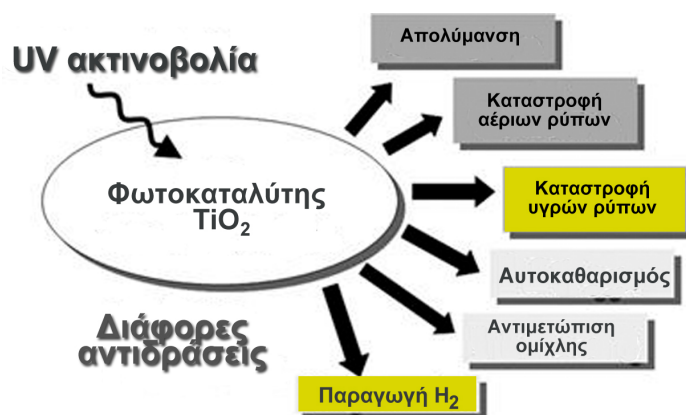 UV ακτινοβολία
Φωτοκαταλύτης
TiO₂
Διάφορες
αντιδράσεις
Απολύμανση
Καταστροφή
αέριων ρύπων
Καταστροφή
υγρών ρύπων
Αυτοκαθαρισμός
Αντιμετώπιση
ομίχλης
Παραγωγή H₂